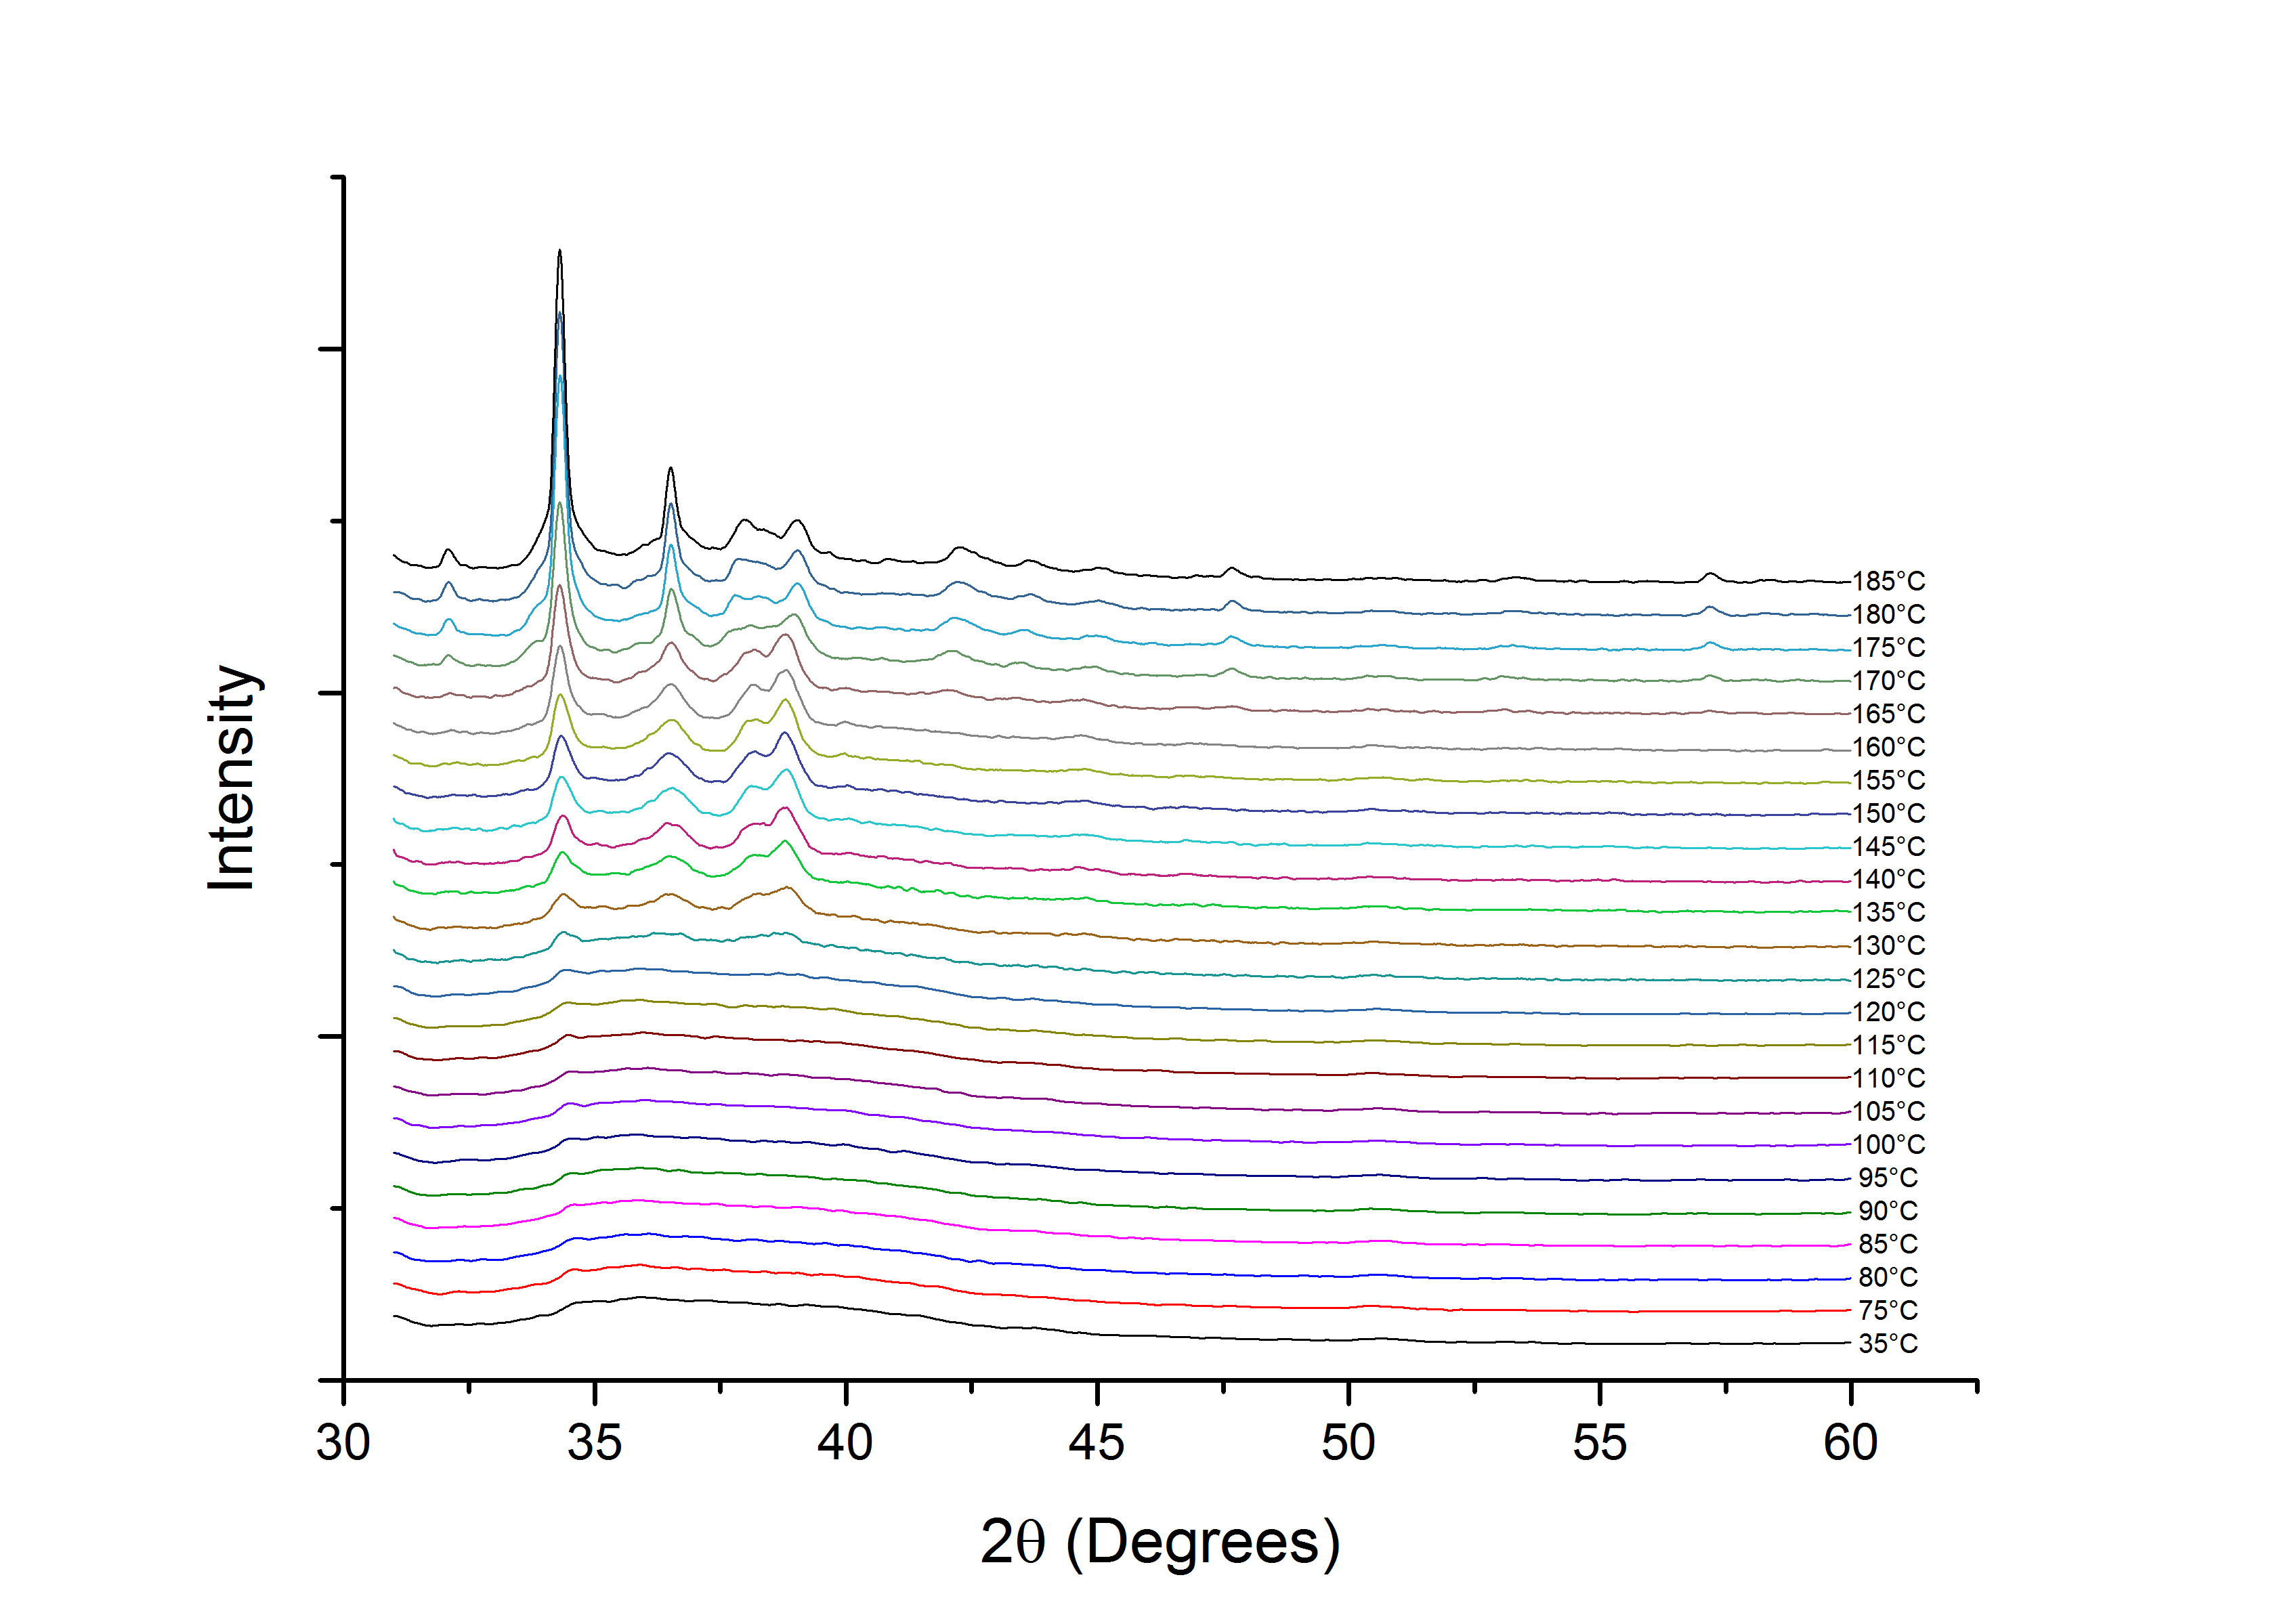 Intensity
185°C
180°C
175°C
170°C
165°C
160°C
155°C
150°C
145°C
140°C
135°C
130°C
125°C
120°C
115°C
110°C
105°C
100°C
95°C
90°C
85°C
80°C
75°C
35°C
30 35 40 45 50 55 60
2θ (Degrees)